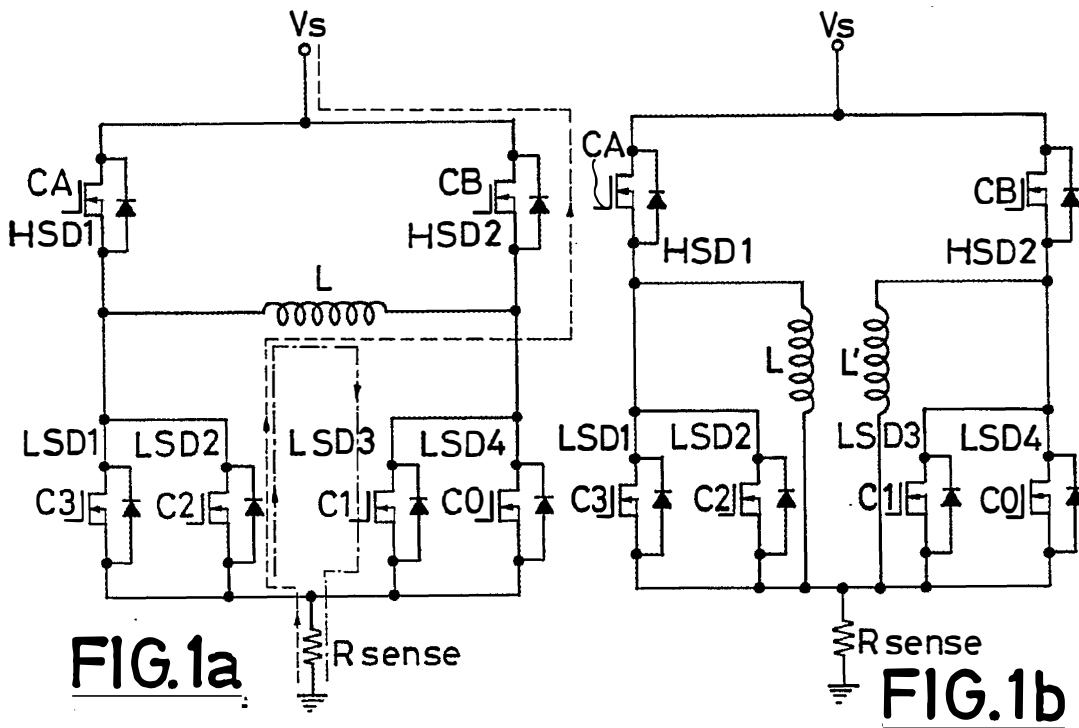 Vs
CA
HSD1
CB
HSD2
L
LSD1
LSD2
LSD3
LSD4
C3
C2
C1
C0
R sense
FIG.1a
Vs
CA
HSD1
CB
HSD2
L
L'
LSD1
LSD2
LSD3
LSD4
C3
C2
C1
C0
R sense
FIG.1b